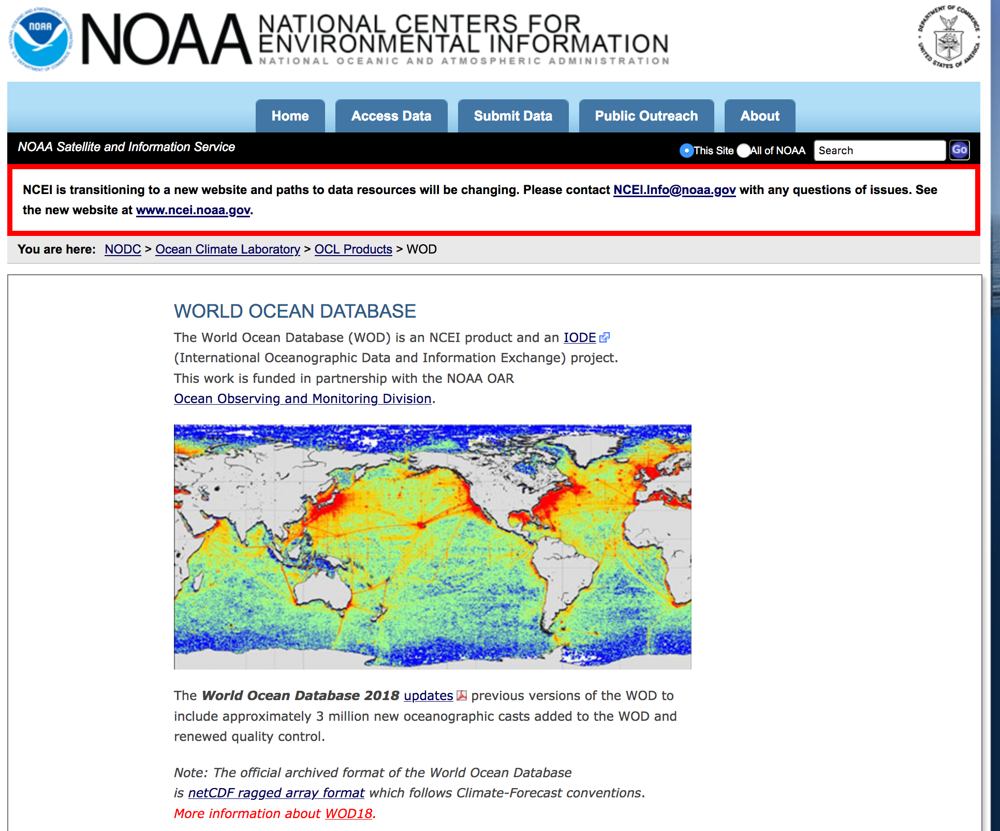 NOAA
NATIONAL OCEANIC AND ATMOSPHERIC ADMINISTRATION
U.S. DEPARTMENT OF COMMERCE
NOAA NATIONAL CENTERS FOR
ENVIRONMENTAL INFORMATION
NATIONAL OCEANIC AND ATMOSPHERIC ADMINISTRATION
DEPARTMENT OF COMMERCE
UNITED STATES OF AMERICA
Home Access Data Submit Data Public Outreach About
NOAA Satellite and Information Service This Site All of NOAA Search Go
NCEI is transitioning to a new website and paths to data resources will be changing. Please contact NCEI.Info@noaa.gov with any questions of issues. See
the new website at www.ncei.noaa.gov.
You are here: NODC > Ocean Climate Laboratory > OCL Products > WOD
WORLD OCEAN DATABASE
The World Ocean Database (WOD) is an NCEI product and an IODE
(International Oceanographic Data and Information Exchange) project.
This work is funded in partnership with the NOAA OAR
Ocean Observing and Monitoring Division.
The World Ocean Database 2018 updates previous versions of the WOD to
include approximately 3 million new oceanographic casts added to the WOD and
renewed quality control.
Note: The official archived format of the World Ocean Database
is netCDF ragged array format which follows Climate-Forecast conventions.
More information about WOD18.